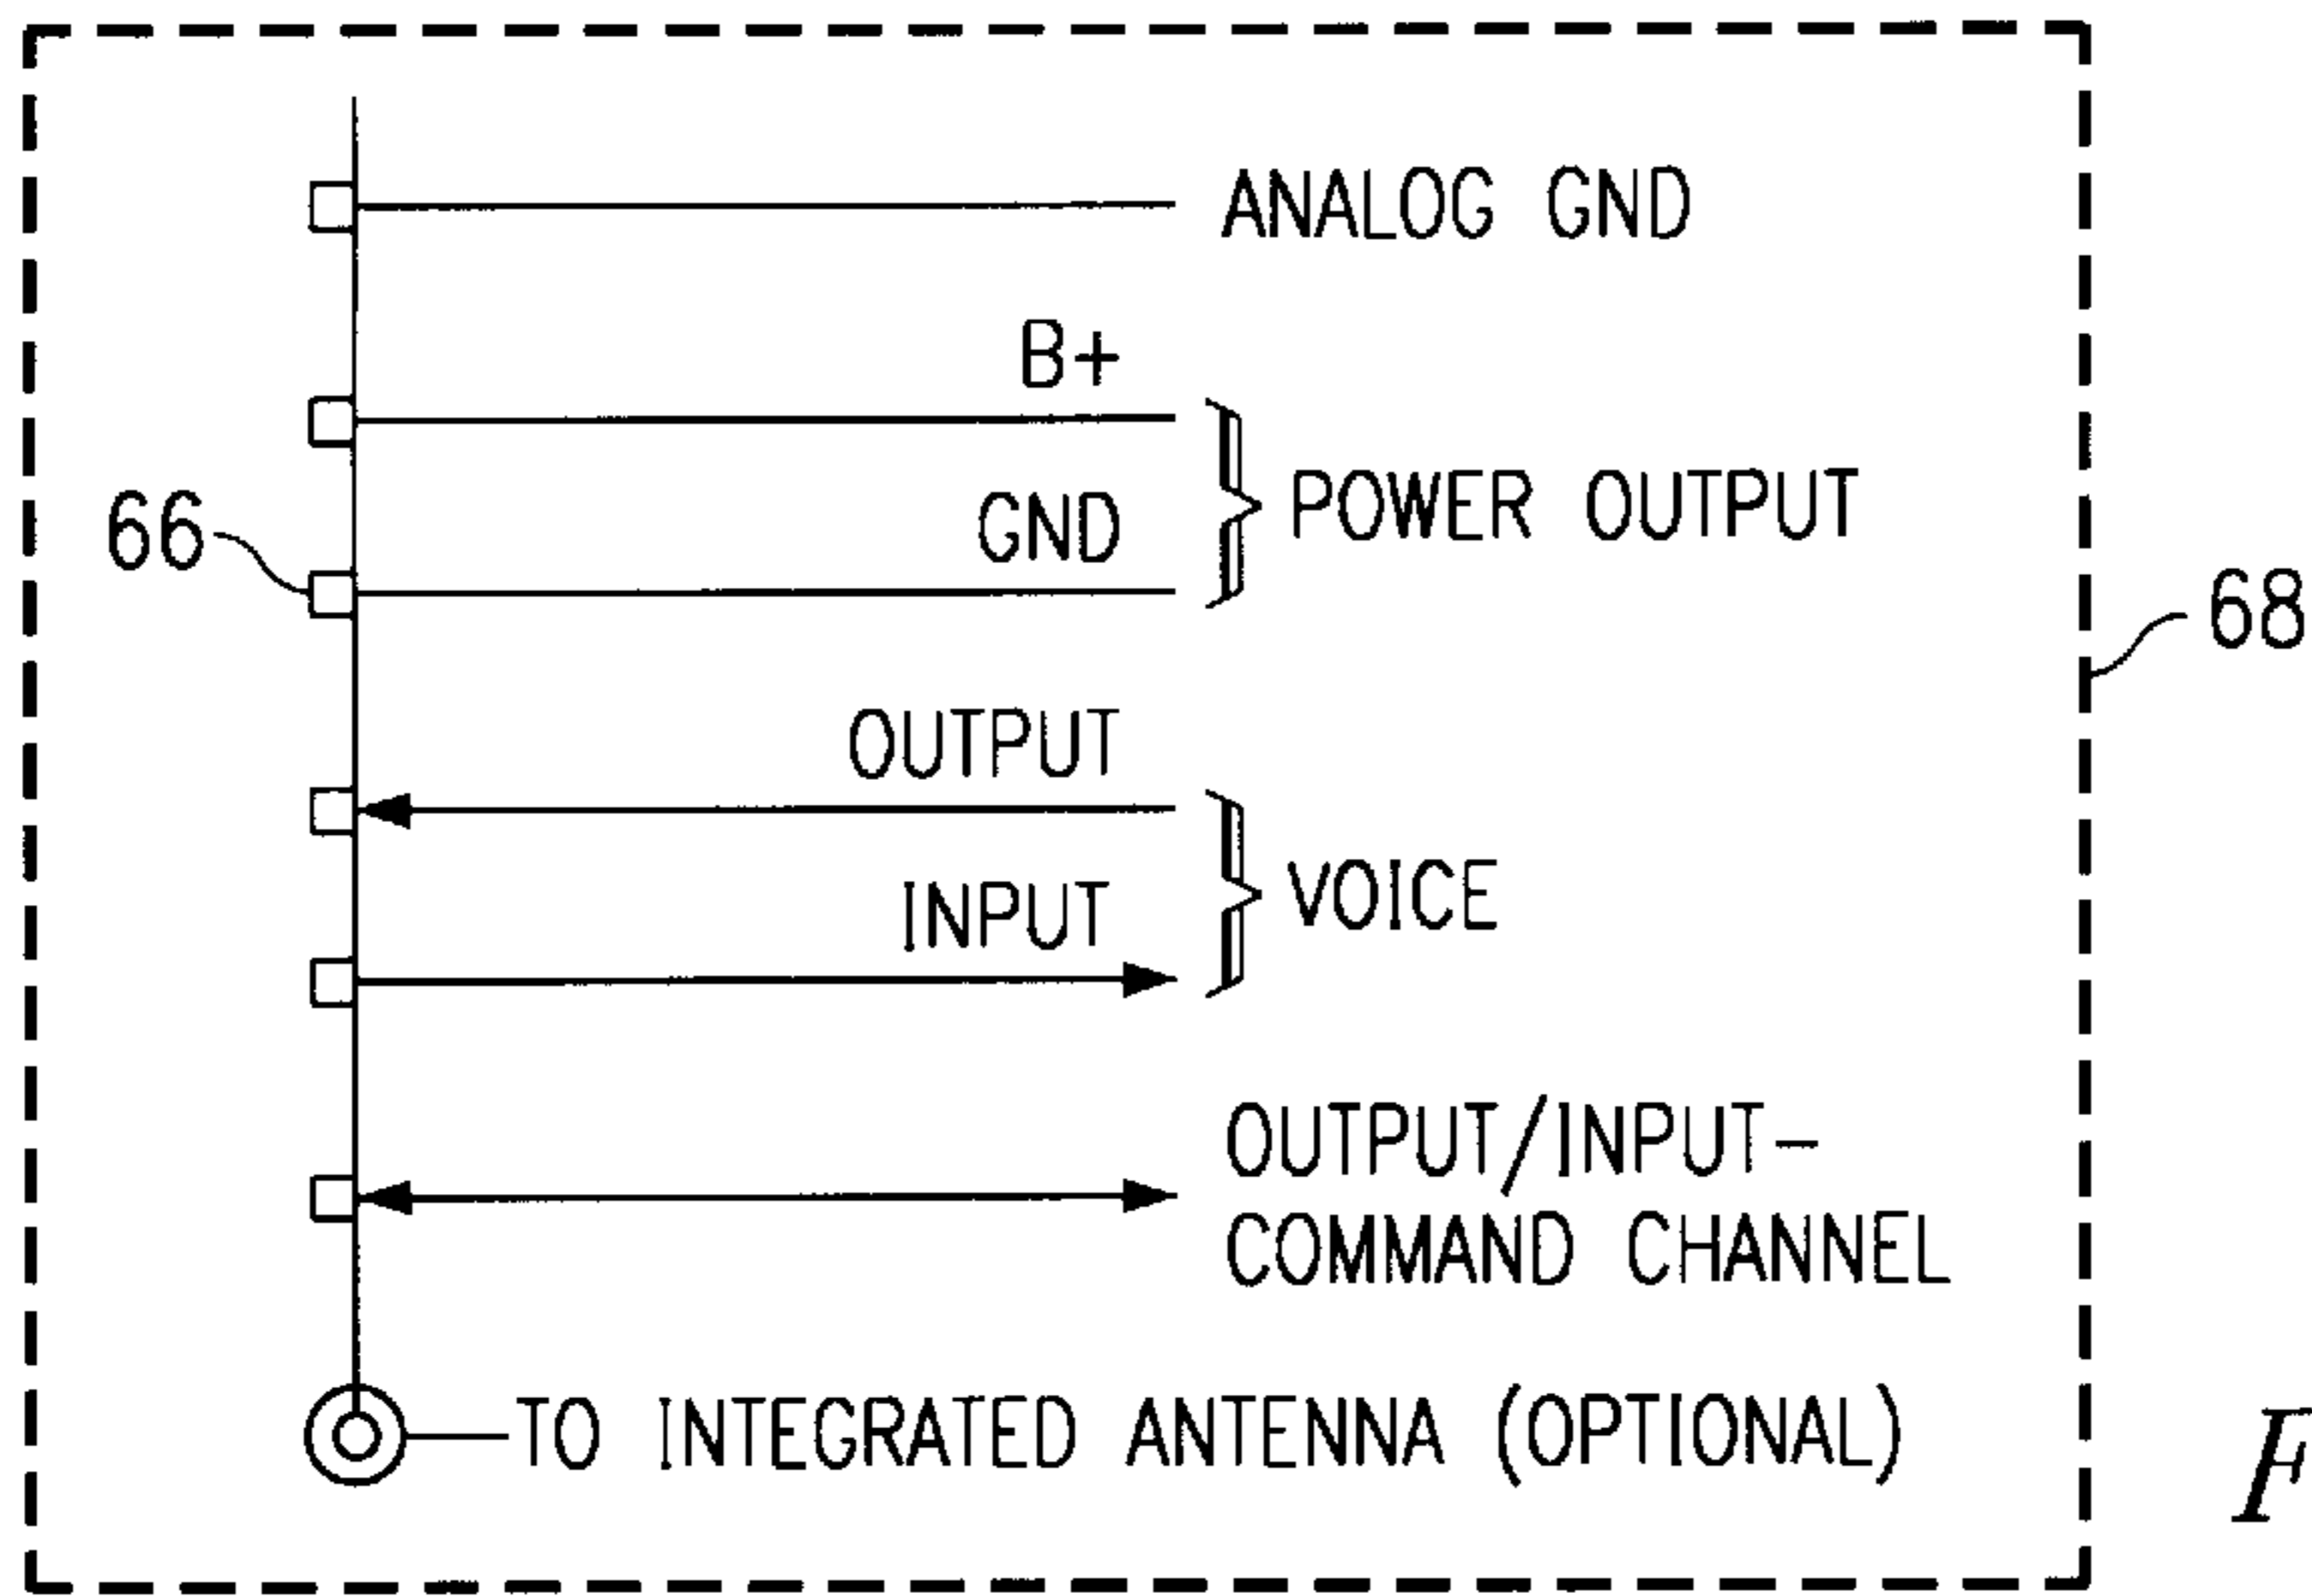 ANALOG GND
B+
GND
POWER OUTPUT
66
68
OUTPUT
INPUT
VOICE
OUTPUT/INPUT-
COMMAND CHANNEL
TO INTEGRATED ANTENNA (OPTIONAL)
F